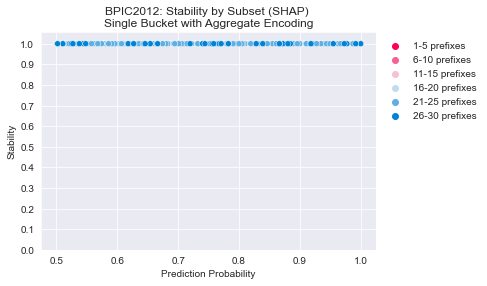 BPIC2012: Stability by Subset (SHAP)
Single Bucket with Aggregate Encoding
1.0
0.9
0.8
0.7
0.6
0.5
0.4
0.3
0.2
0.1
0.0
Stability
0.5 0.6 0.7 0.8 0.9 1.0
Prediction Probability
1-5 prefixes
6-10 prefixes
11-15 prefixes
16-20 prefixes
21-25 prefixes
26-30 prefixes